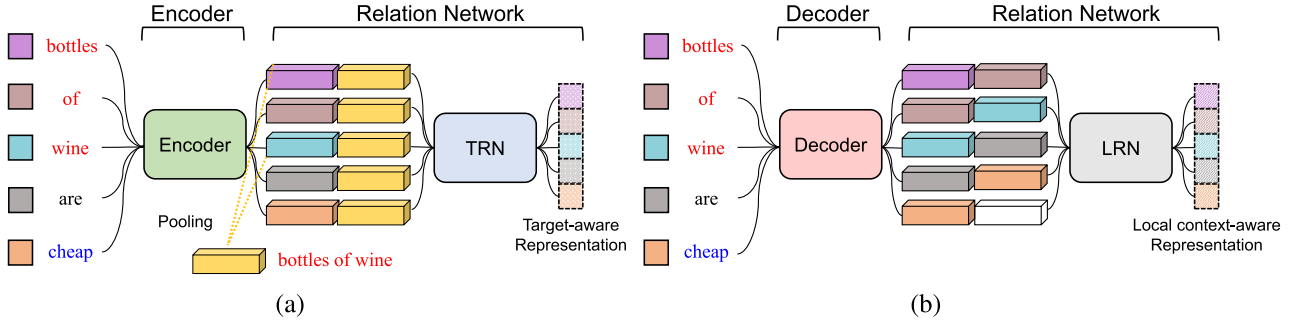 Encoder
Relation Network
bottles
of
wine
are
cheap
Encoder
TRN
Pooling
bottles of wine
Target-aware
Representation
(a)
Decoder
Relation Network
bottles
of
wine
are
cheap
Decoder
LRN
Local context-aware
Representation
(b)